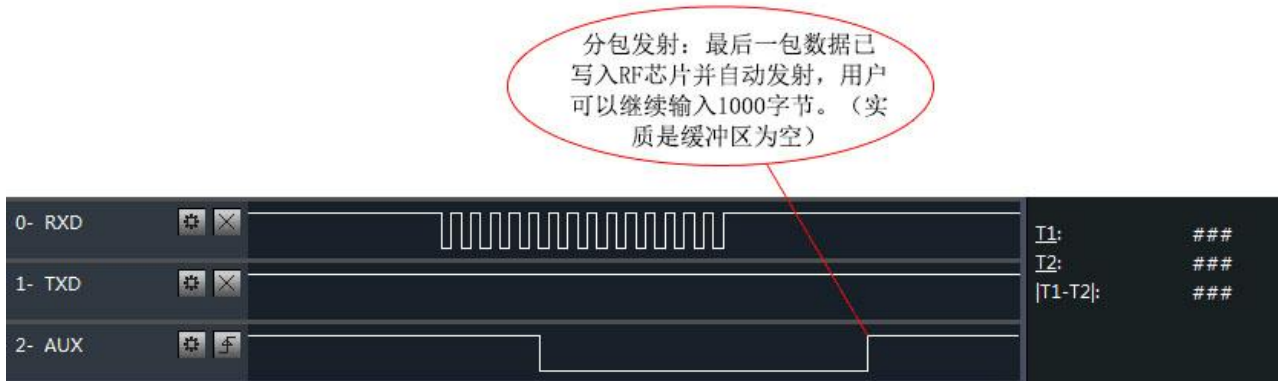 分包发射：最后一包数据已
写入RF芯片并自动发射，用户
可以继续输入1000字节。（实
质是缓冲区为空）
0- RXD
T1: ###
1- TXD
T2: ###
|T1-T2|: ###
2- AUX